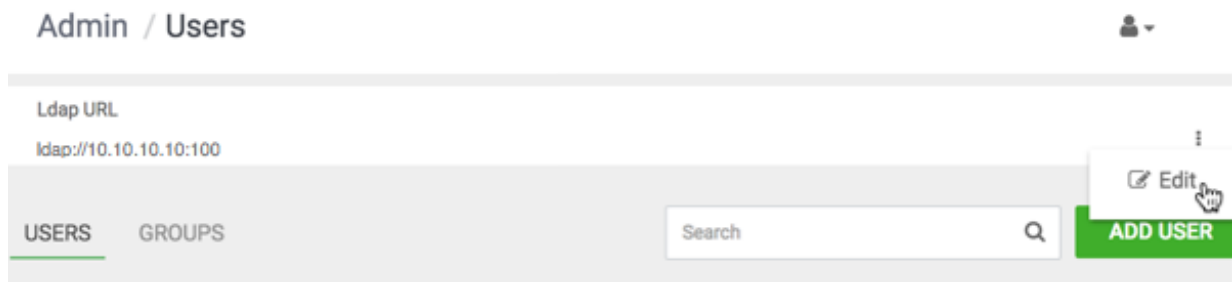 Admin / Users
Ldap URL
ldap://10.10.10.10:100
Edit
USERS GROUPS Search ADD USER